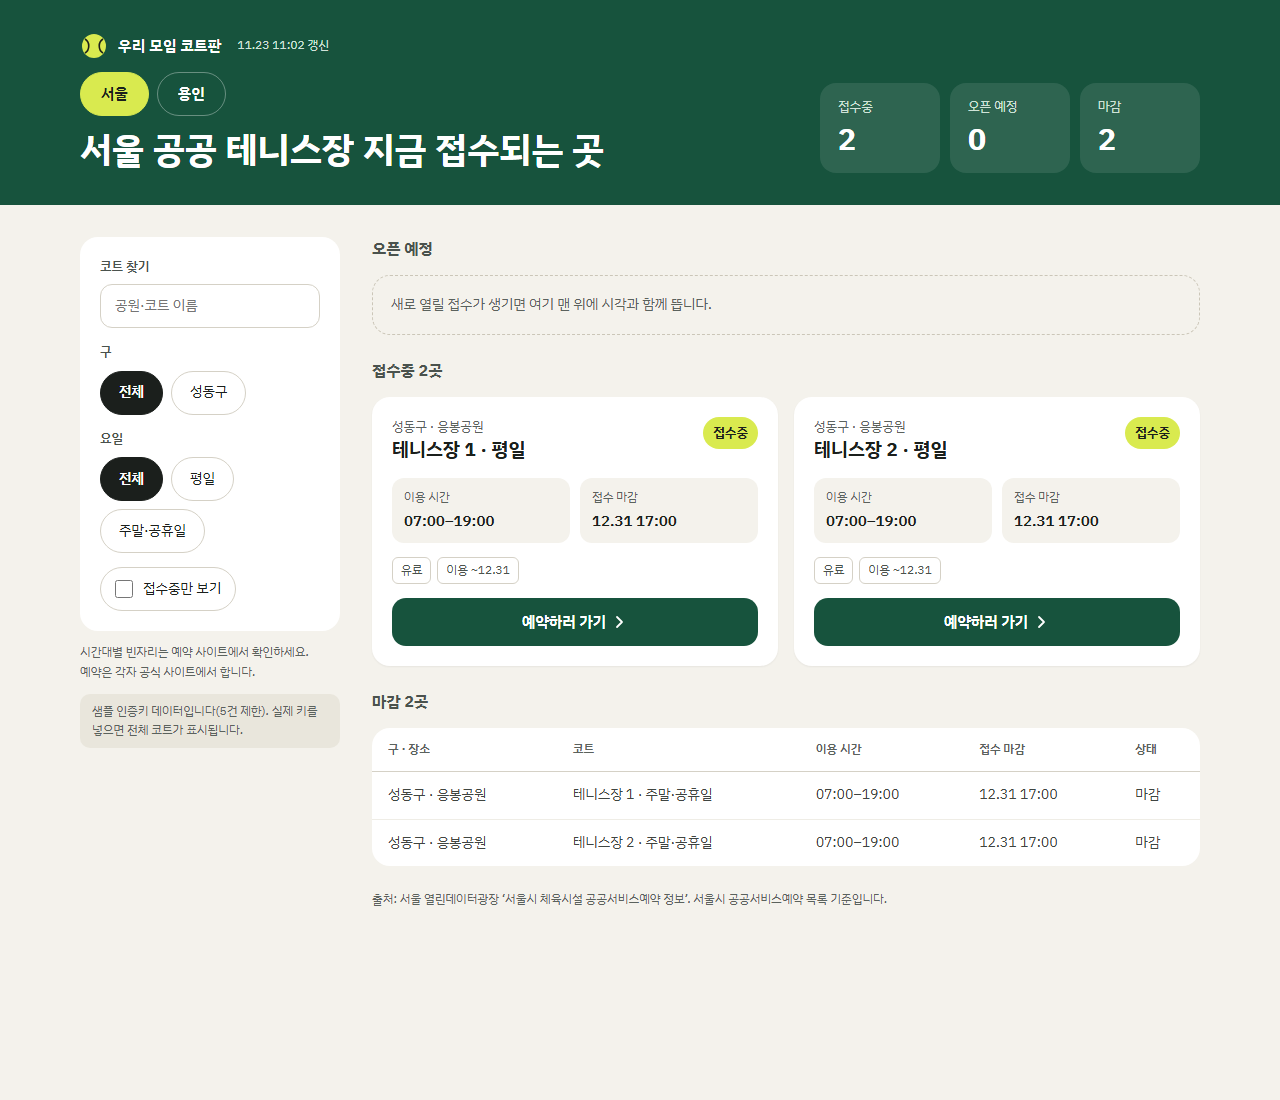 우리 모임 코트판 11.23 11:02 갱신
서울 용인
서울 공공 테니스장 지금 접수되는 곳
접수중
2
오픈 예정
0
마감
2
코트 찾기
공원·코트 이름
구
전체 성동구
요일
전체 평일
주말·공휴일
접수중만 보기
시간대별 빈자리는 예약 사이트에서 확인하세요.
예약은 각자 공식 사이트에서 합니다.
샘플 인증키 데이터입니다(5건 제한). 실제 키를
넣으면 전체 코트가 표시됩니다.
오픈 예정
새로 열릴 접수가 생기면 여기 맨 위에 시각과 함께 뜹니다.
접수중 2곳
성동구 · 응봉공원
테니스장 1 · 평일
접수중
이용 시간
07:00–19:00
접수 마감
12.31 17:00
유료 이용 ~12.31
예약하러 가기
성동구 · 응봉공원
테니스장 2 · 평일
접수중
이용 시간
07:00–19:00
접수 마감
12.31 17:00
유료 이용 ~12.31
예약하러 가기
마감 2곳
구 · 장소 코트 이용 시간 접수 마감 상태
성동구 · 응봉공원 테니스장 1 · 주말·공휴일 07:00–19:00 12.31 17:00 마감
성동구 · 응봉공원 테니스장 2 · 주말·공휴일 07:00–19:00 12.31 17:00 마감
출처: 서울 열린데이터광장 ‘서울시 체육시설 공공서비스예약 정보’. 서울시 공공서비스예약 목록 기준입니다.